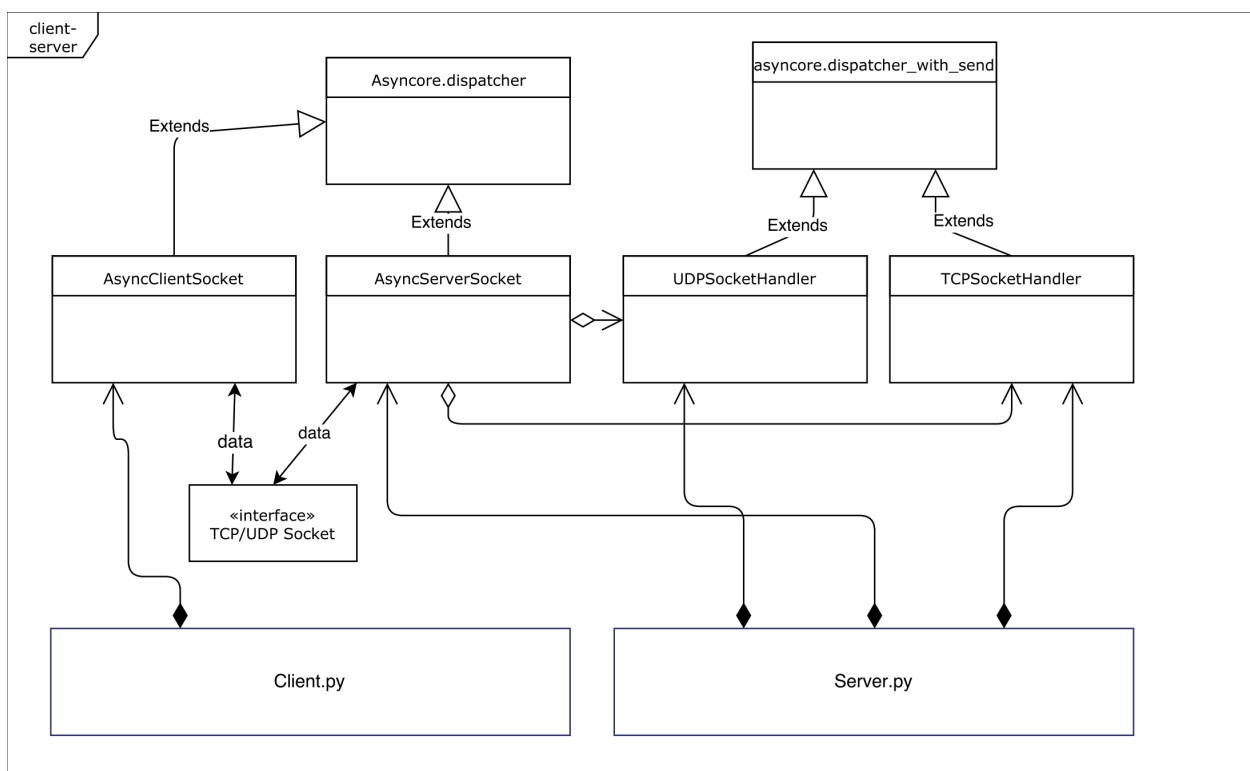 client-
server
Asyncore.dispatcher
asyncore.dispatcher_with_send
Extends
Extends
Extends
Extends
AsyncClientSocket
AsyncServerSocket
UDPSocketHandler
TCPSocketHandler
data
data
«interface»
TCP/UDP Socket
Client.py
Server.py